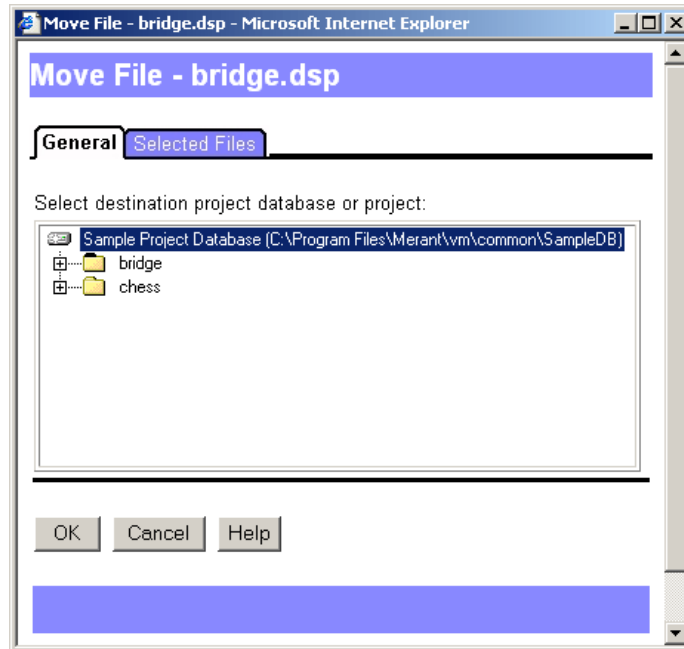 Move File - bridge.dsp - Microsoft Internet Explorer
Move File - bridge.dsp
General Selected Files
Select destination project database or project:
Sample Project Database (C:\Program Files\Merant\vm\common\SampleDB)
bridge
chess
OK Cancel Help